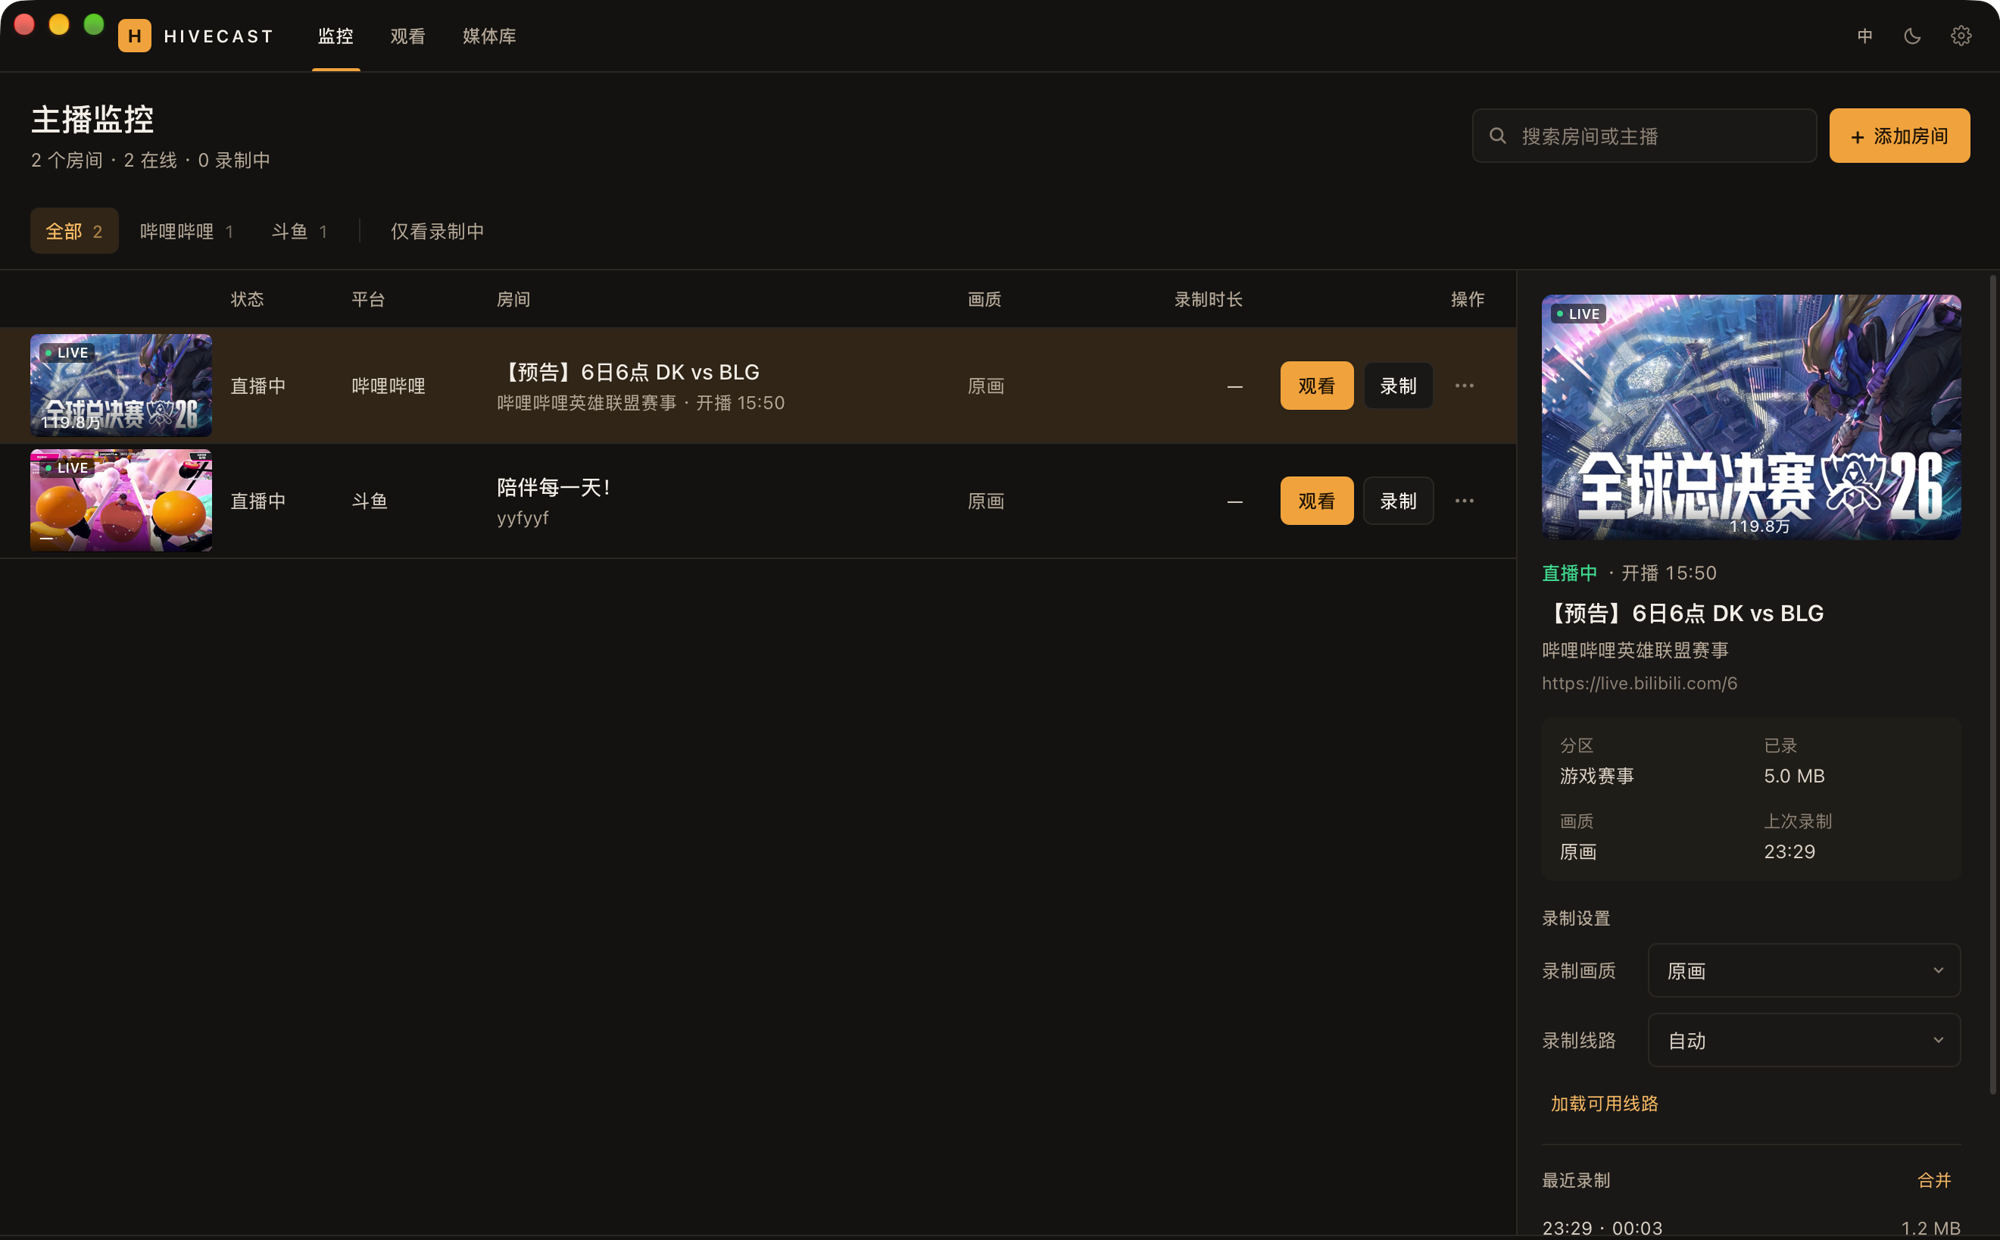 H HIVECAST 监控 观看 媒体库 中
主播监控
2 个房间 · 2 在线 · 0 录制中
搜索房间或主播
+ 添加房间
全部 2 哔哩哔哩 1 斗鱼 1 仅看录制中
状态 平台 房间 画质 录制时长 操作
LIVE
全球总决赛 26
119.8万
直播中 哔哩哔哩
【预告】6日6点 DK vs BLG
哔哩哔哩英雄联盟赛事 · 开播 15:50
原画 — 观看 录制 ···
LIVE
—
直播中 斗鱼
陪伴每一天！
yyfyyf
原画 — 观看 录制 ···
LIVE
全球总决赛 26
119.8万
直播中 · 开播 15:50
【预告】6日6点 DK vs BLG
哔哩哔哩英雄联盟赛事
https://live.bilibili.com/6
分区 已录
游戏赛事 5.0 MB
画质 上次录制
原画 23:29
录制设置
录制画质 原画
录制线路 自动
加载可用线路
最近录制 合并
23:29 · 00:03 1.2 MB